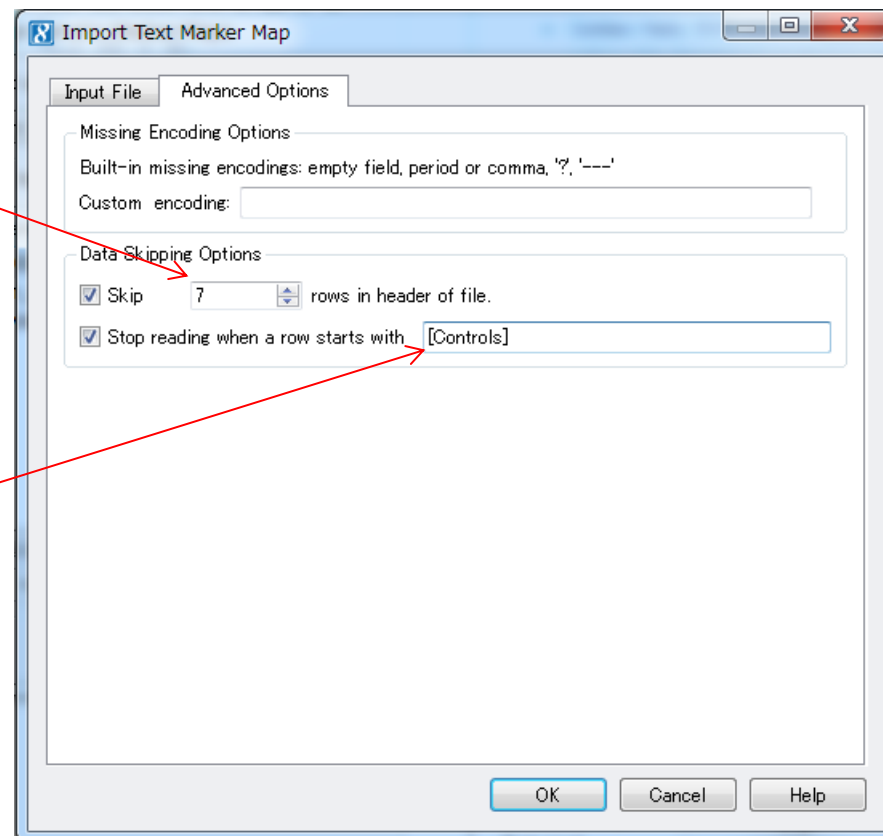 Import Text Marker Map
Input File Advanced Options
Missing Encoding Options
Built-in missing encodings: empty field, period or comma, '?', '---'
Custom encoding:
Data Skipping Options
Skip 7 rows in header of file.
Stop reading when a row starts with [Controls]
OK Cancel Help